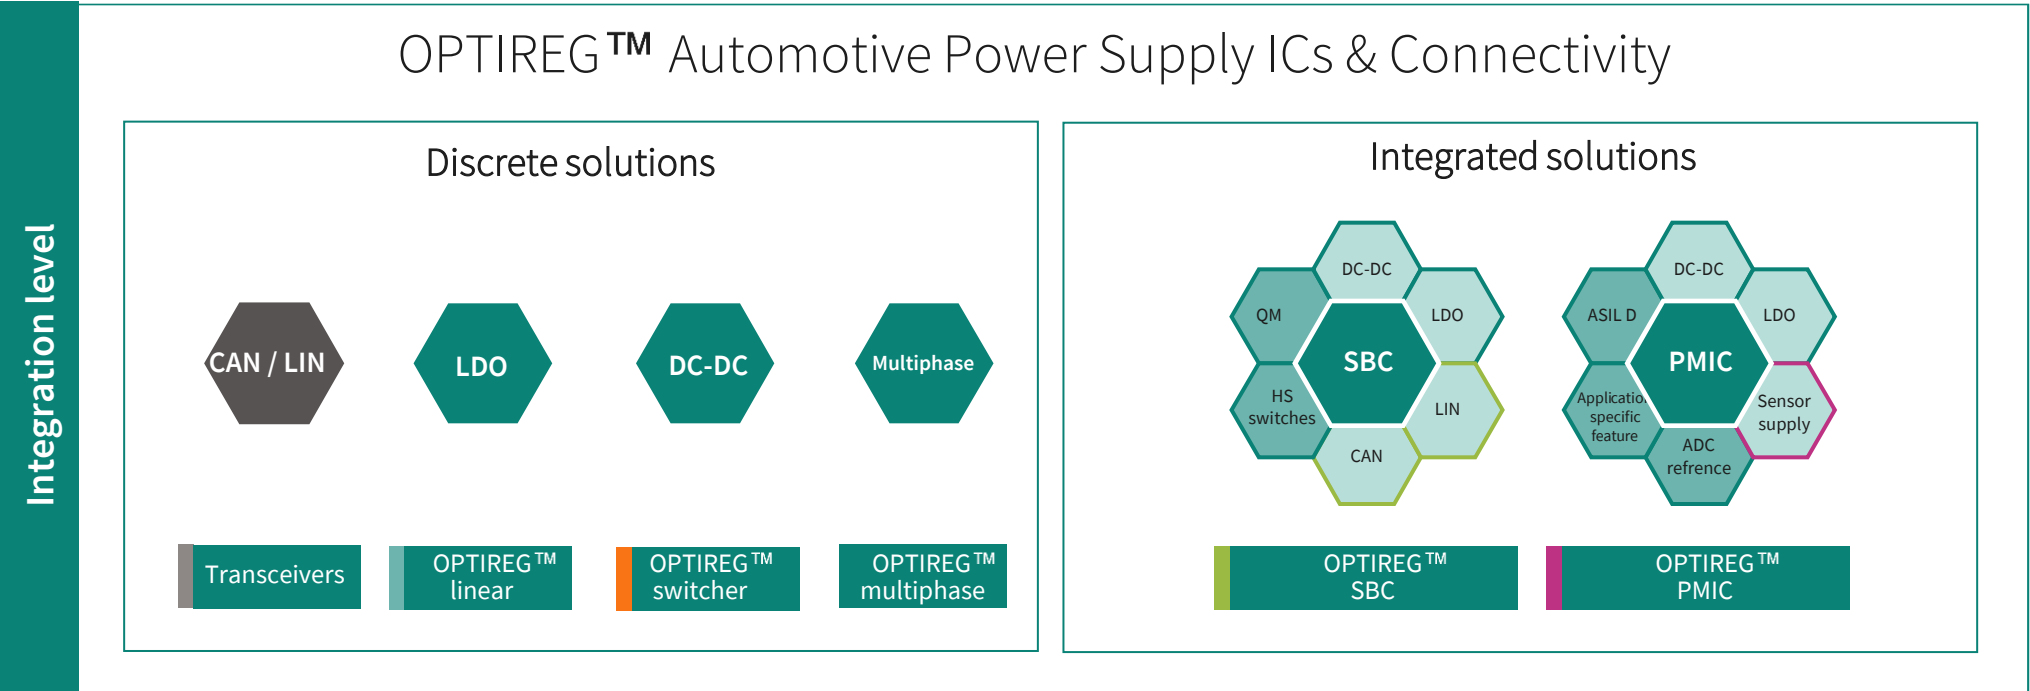 OPTIREG™ Automotive Power Supply ICs & Connectivity
Integration level
Discrete solutions
CAN / LIN
LDO
DC-DC
Multiphase
Transceivers
OPTIREG™
linear
OPTIREG™
switcher
OPTIREG™
multiphase
Integrated solutions
DC-DC
QM
LDO
SBC
HS
switches
LIN
CAN
OPTIREG™
SBC
DC-DC
ASIL D
LDO
PMIC
Application
specific
feature
Sensor
supply
ADC
refrence
OPTIREG™
PMIC